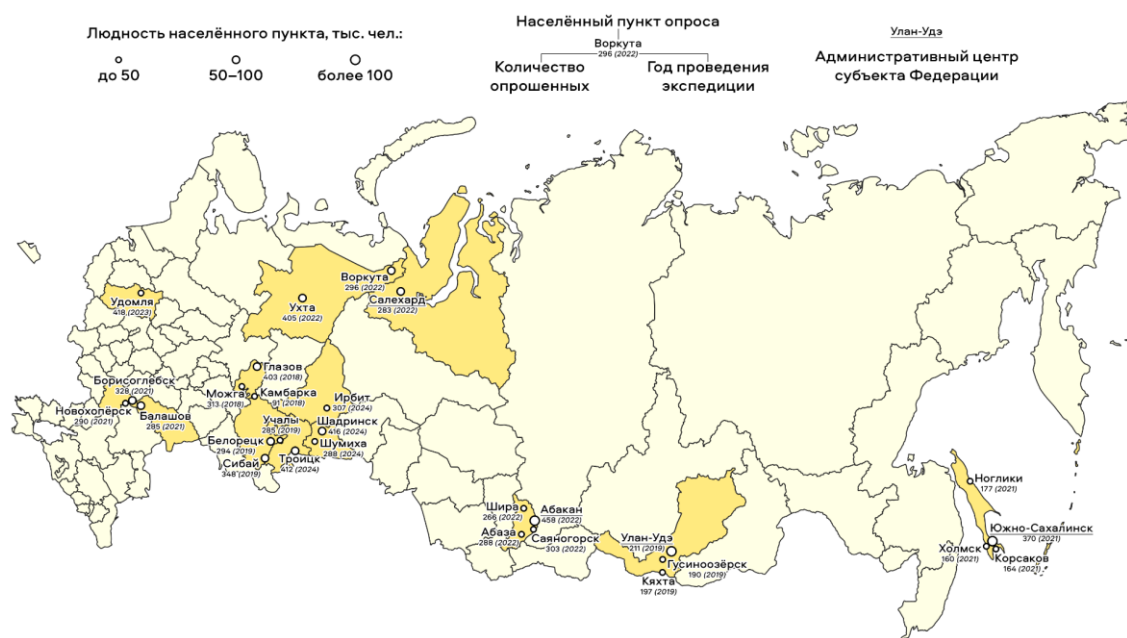 Людность населённого пункта, тыс. чел.:
до 50
50–100
более 100
Населённый пункт опроса
Воркута
296 (2022)
Количество
опрошенных
Год проведения
экспедиции
Улан-Удэ
Административный центр
субъекта Федерации
Воркута
296 (2022)
Салехард
283 (2022)
Удомля
418 (2023)
Ухта
405 (2022)
Глазов
403 (2018)
Борисоглебск
328 (2021)
Можга
313 (2018)
Камбарка
91 (2018)
Новохопёрск
290 (2021)
Балашов
285 (2021)
Ирбит
307 (2024)
Учалы
285 (2019)
Шадринск
416 (2024)
Белорецк
294 (2019)
Шумиха
288 (2024)
Сибай
348 (2019)
Троицк
412 (2024)
Ноглики
177 (2021)
Шира
266 (2022)
Абакан
458 (2022)
Абаза
288 (2022)
Саяногорск
303 (2022)
Улан-Удэ
211 (2019)
Гусиноозёрск
190 (2019)
Кяхта
197 (2019)
Южно-Сахалинск
370 (2021)
Холмск
160 (2021)
Корсаков
164 (2021)